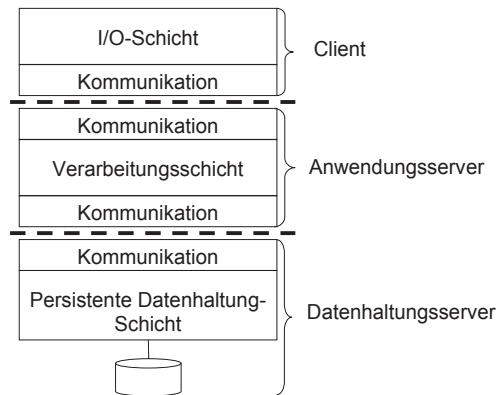 I/O-Schicht
Client
Kommunikation
Kommunikation
Verarbeitungsschicht
Anwendungsserver
Kommunikation
Kommunikation
Persistente Datenhaltung-
Schicht
Datenhaltungsserver